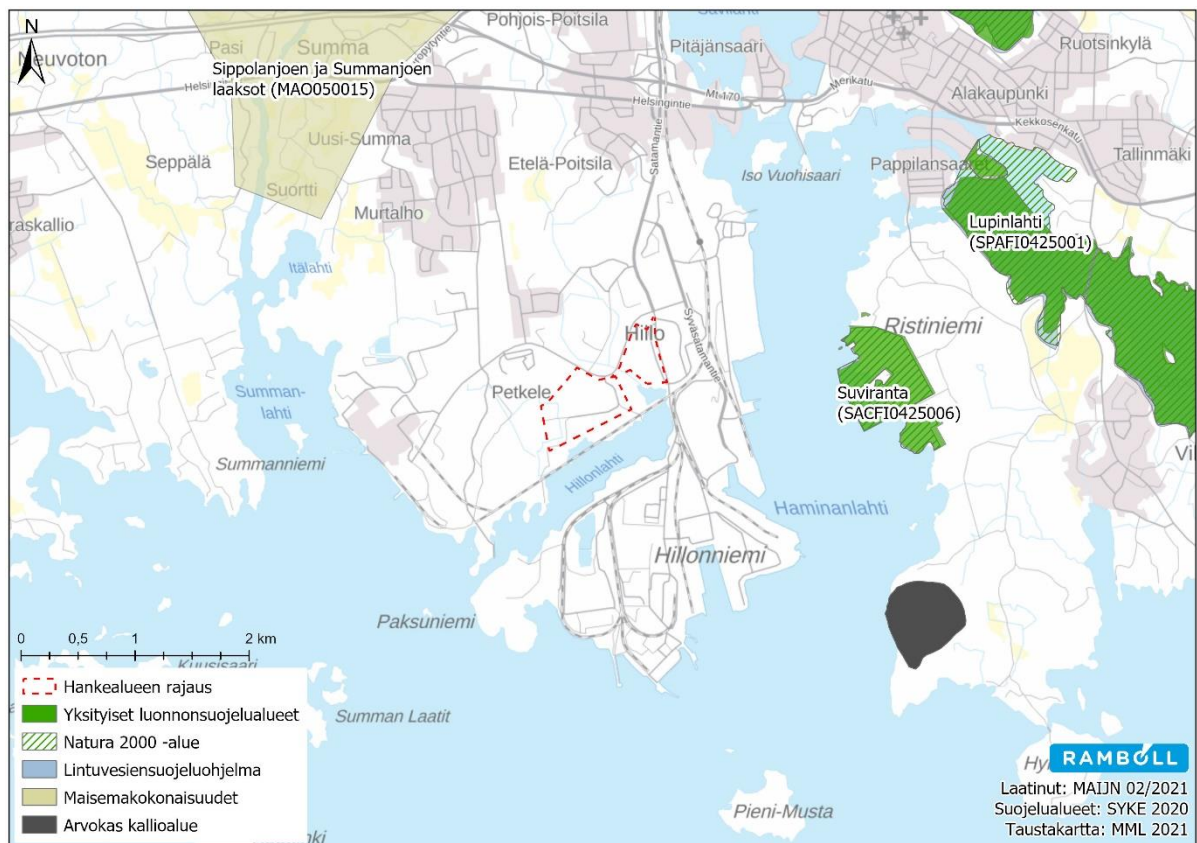 N
Neuvoton
Pasi
Summa
Pohjois-Poitsila
Savilahti
Pitäjänsaari
Ruotsinkylä
Sippolanjoen ja Summanjoen
laaksot (MAO050015)
Helsingintie
Mt 170
Merikatu
Alakaupunki
Kekkosenkatu
Uusi-Summa
Seppälä
Etelä-Poitsila
Satamantie
Iso Vuohisaari
Pappilansaaret
Tallinmäki
Suortti
Murtalho
raskallio
Lupinlahti
(SPAFI0425001)
Itälahti
Hillo
Syväsatamantie
Ristiniemi
Petkele
Summan-
lahti
Suviranta
(SACFI0425006)
Summanniemi
Hillonlahti
Vil
Haminanlahti
Hillonniemi
Paksuniemi
0 0,5 1 2 km
Kuusisaari
Hankealueen rajaus
Yksityiset luonnonsuojelualueet
Natura 2000 -alue
Lintuvesiensuojeluohjelma
Maisemakokonaisuudet
Arvokas kallioalue
Summan Laatit
Pieni-Musta
Hy
RAMBOLL
Laatinut: MAIJN 02/2021
Suojelualueet: SYKE 2020
Taustakartta: MML 2021